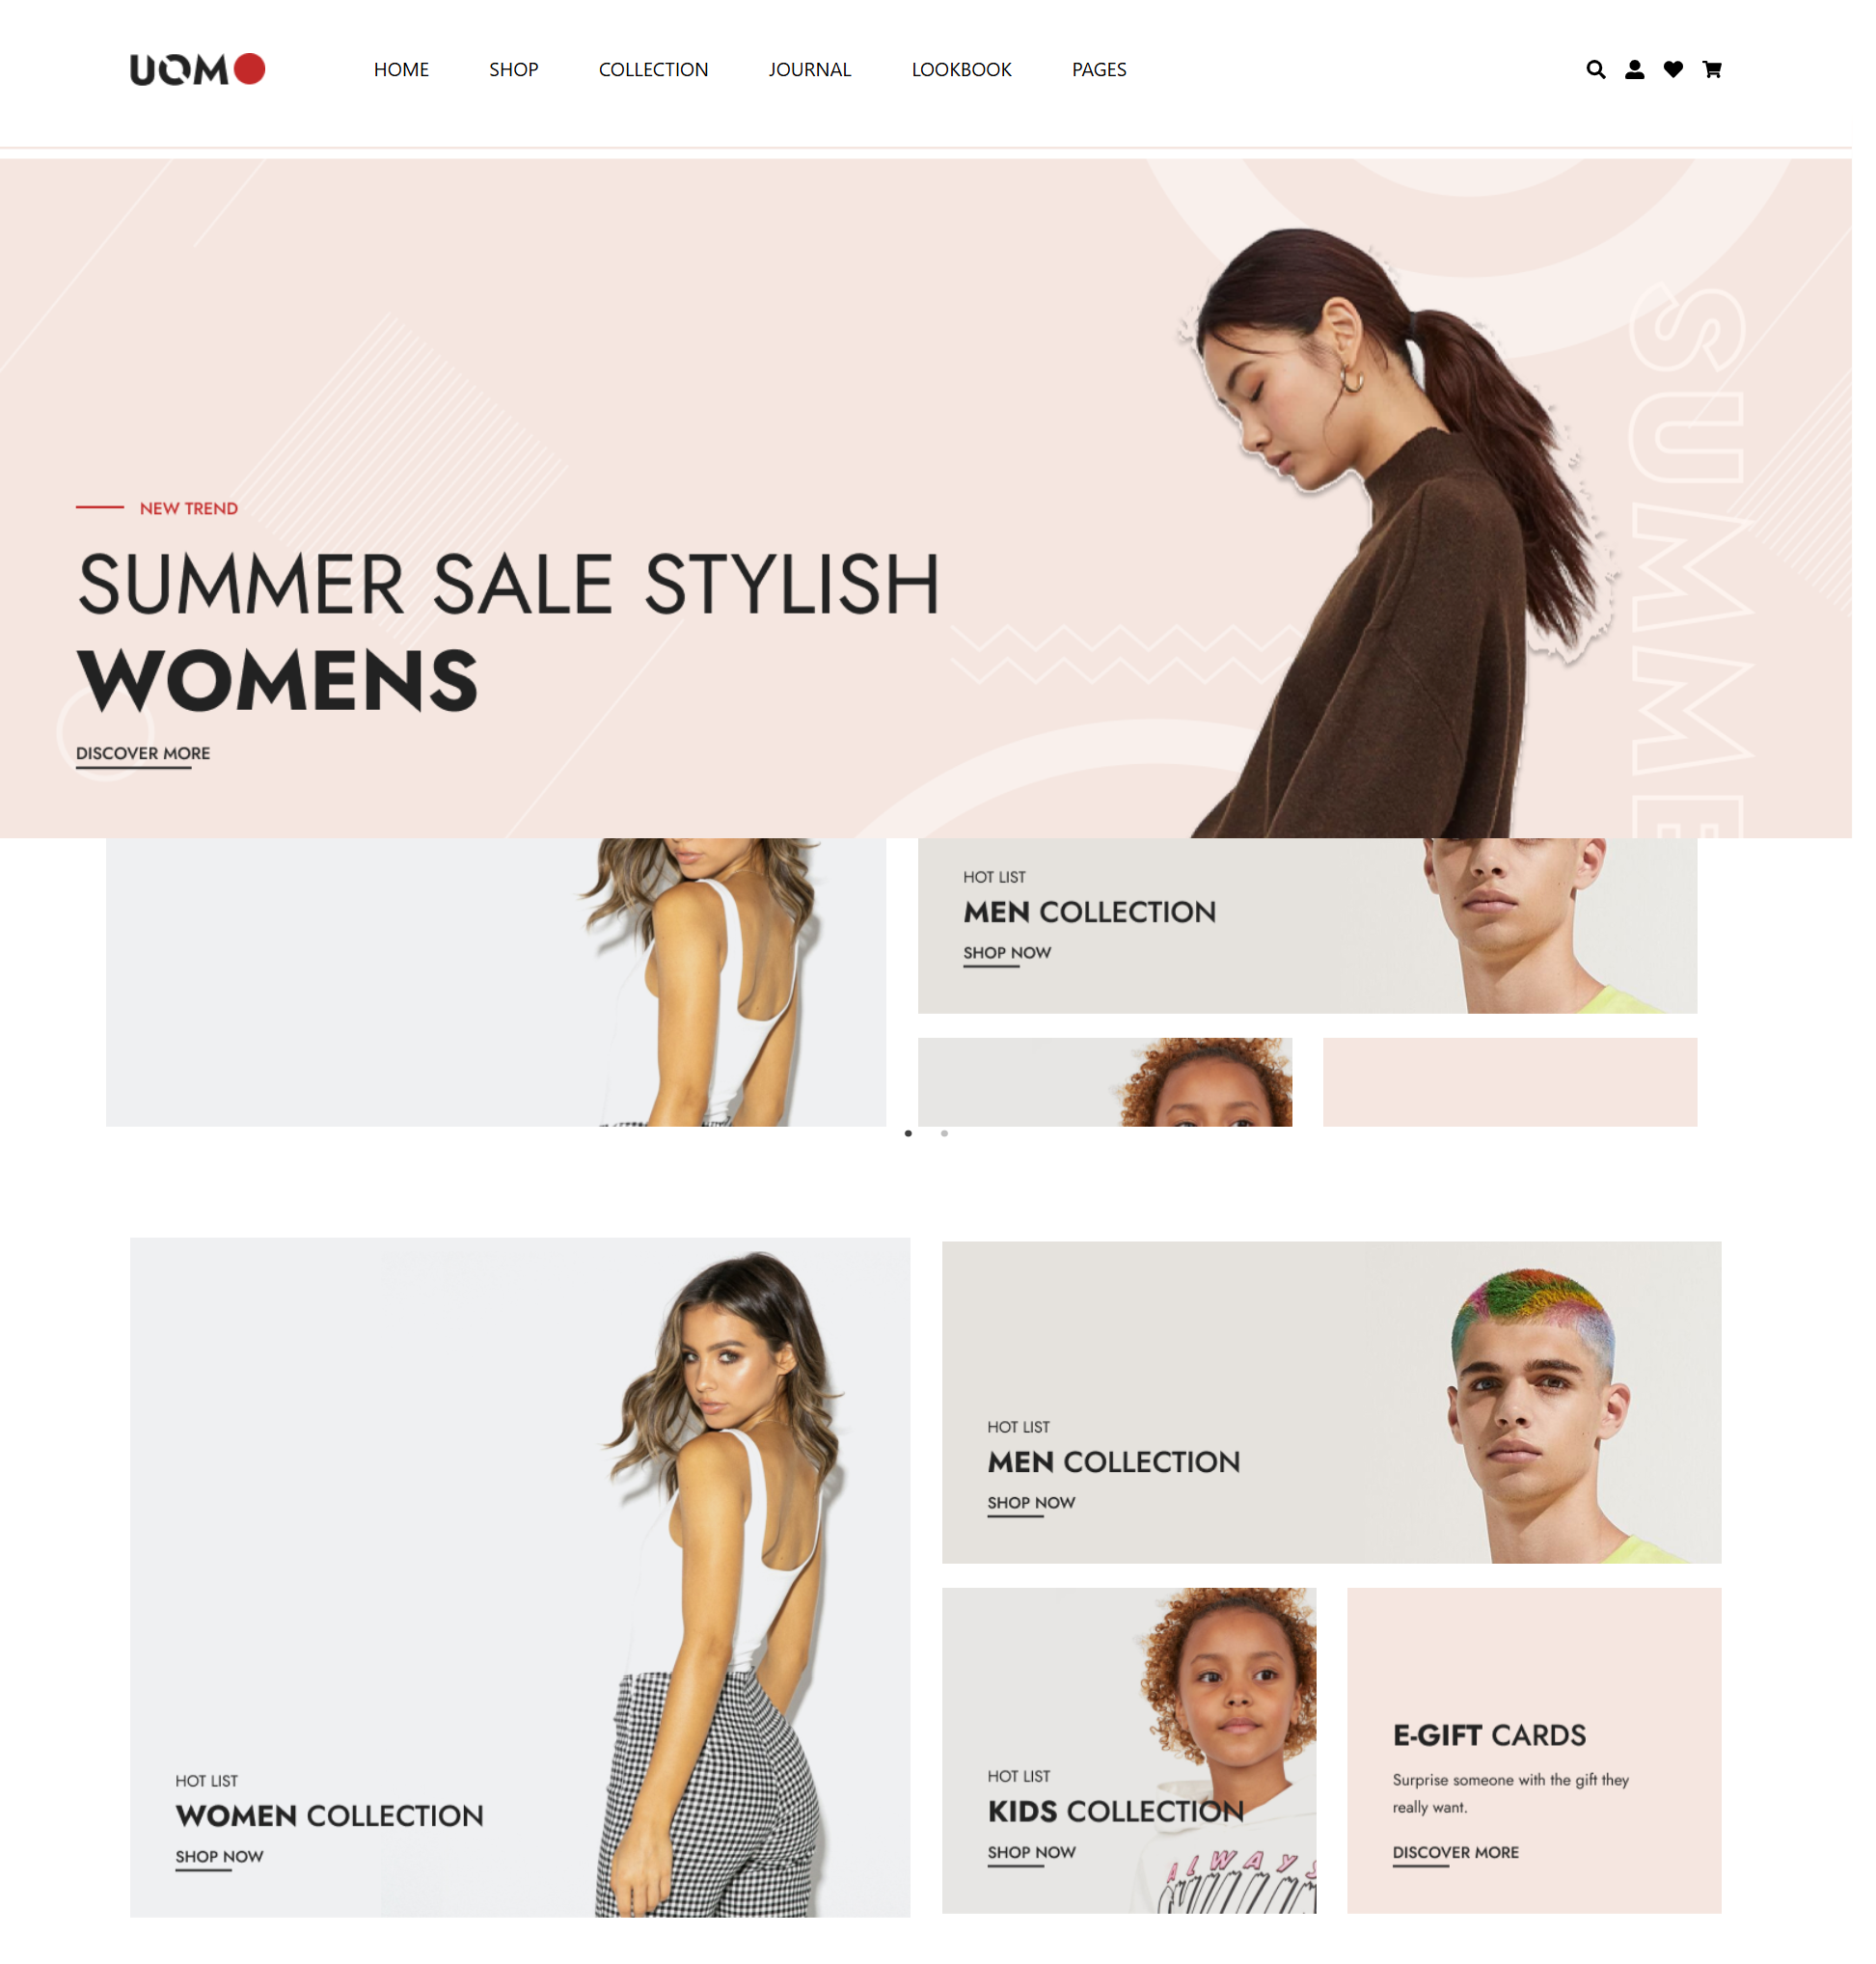 UOMO
HOME SHOP COLLECTION JOURNAL LOOKBOOK PAGES
NEW TREND
SUMMER SALE STYLISH
WOMENS
DISCOVER MORE
SUMME
HOT LIST
MEN COLLECTION
SHOP NOW
HOT LIST
WOMEN COLLECTION
SHOP NOW
HOT LIST
MEN COLLECTION
SHOP NOW
HOT LIST
KIDS COLLECTION
SHOP NOW
ALWAYS
E-GIFT CARDS
Surprise someone with the gift they
really want.
DISCOVER MORE